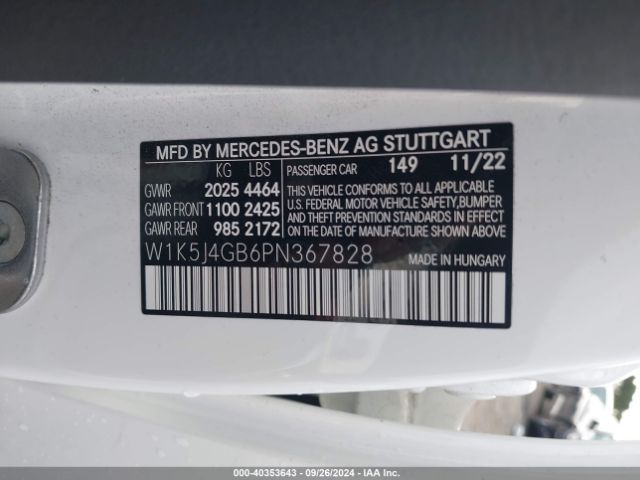 MFD BY MERCEDES-BENZ AG STUTTGART
KG LBS PASSENGER CAR 149 11/22
GVWR 2025 4464
GAWR FRONT 1100 2425
GAWR REAR 985 2172
THIS VEHICLE CONFORMS TO ALL APPLICABLE
U.S. FEDERAL MOTOR VEHICLE SAFETY,BUMPER
AND THEFT PREVENTION STANDARDS IN EFFECT
ON THE DATE OF MANUFACTURE SHOWN ABOVE.
W1K5J4GB6PN367828 MADE IN HUNGARY
000-40353643 - 09/26/2024 - IAA Inc.